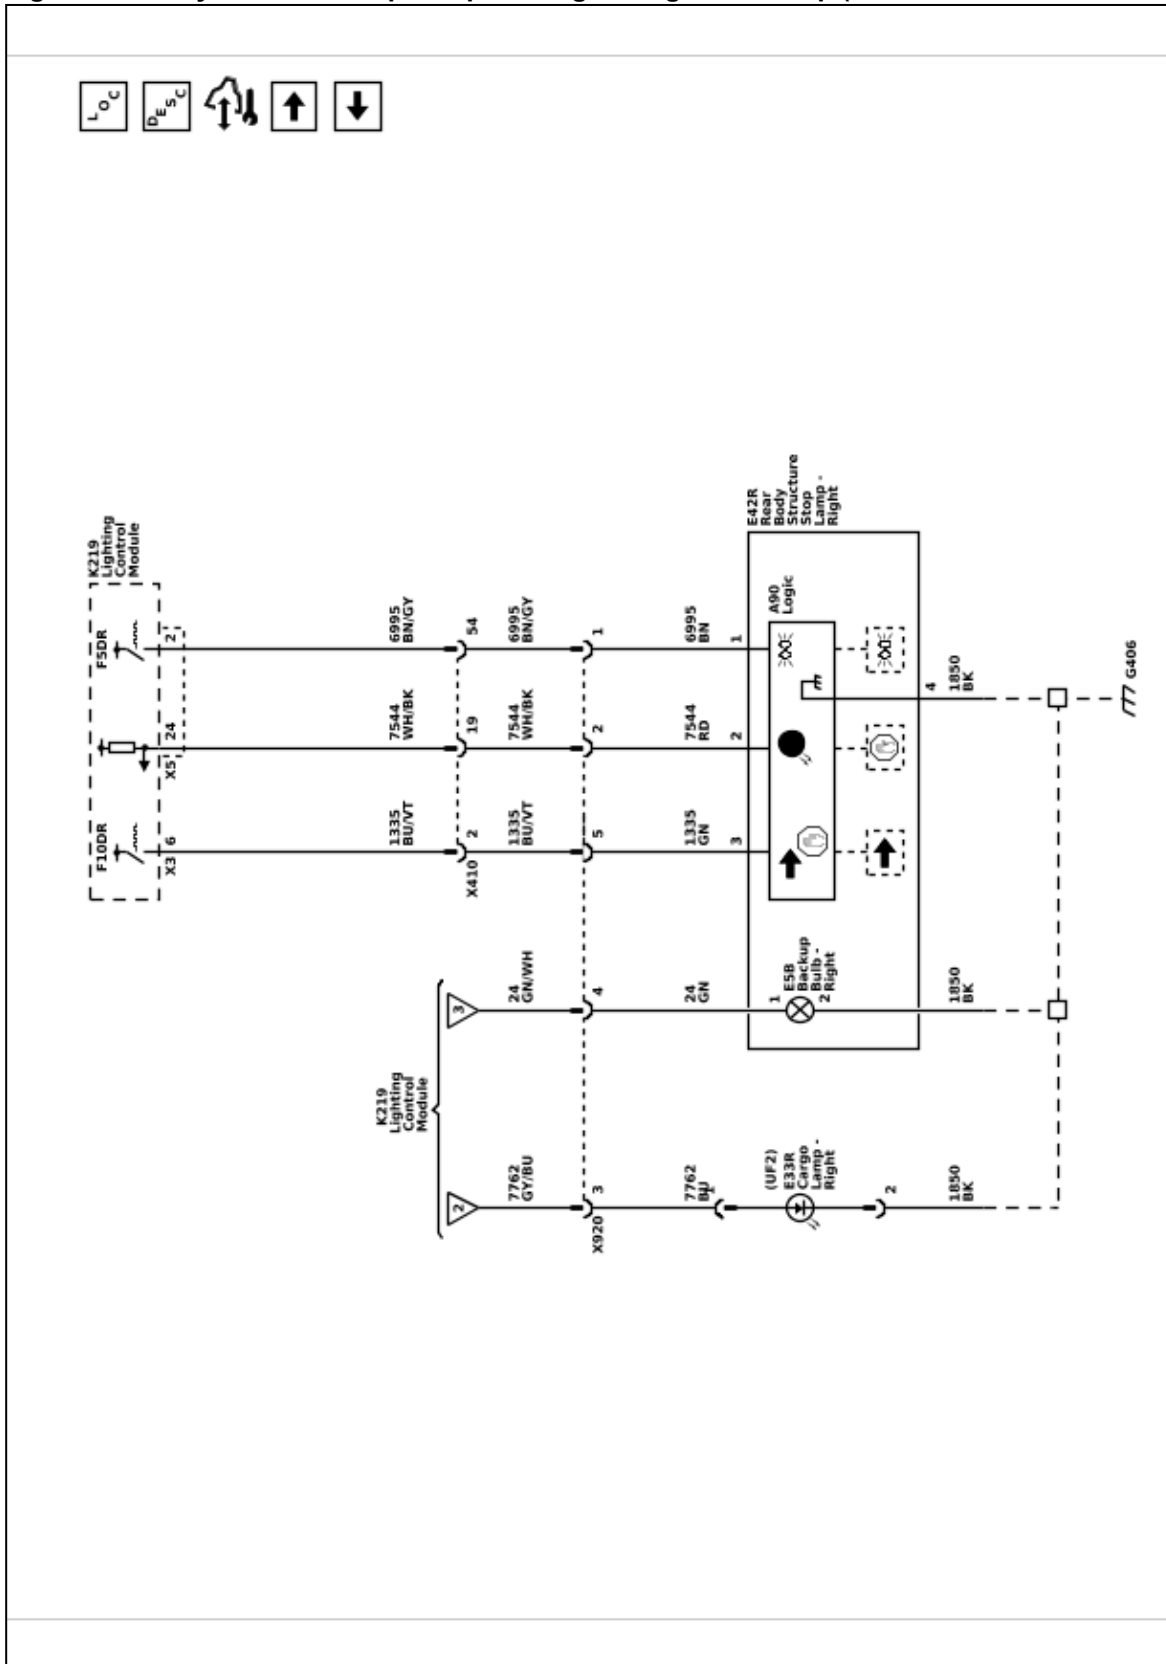 LOC
DESC
K219
Lighting
Control
Module
F10DR
F5DR
X3
6
X5
24
2
1335
BU/VT
7544
WH/BK
6995
BN/GY
X410
2
19
54
K219
Lighting
Control
Module
2
3
7762
GY/BU
24
GN/WH
1335
BU/VT
7544
WH/BK
6995
BN/GY
X920
3
4
5
2
1
7762
BU
1
24
GN
1335
GN
7544
RD
6995
BN
3
2
1
E42R
Rear
Body
Structure
Stop
Lamp -
Right
A90
Logic
(UF2)
E33R
Cargo
Lamp -
Right
1
E5B
Backup
Bulb -
Right
2
2
4
1850
BK
1850
BK
1850
BK
G406